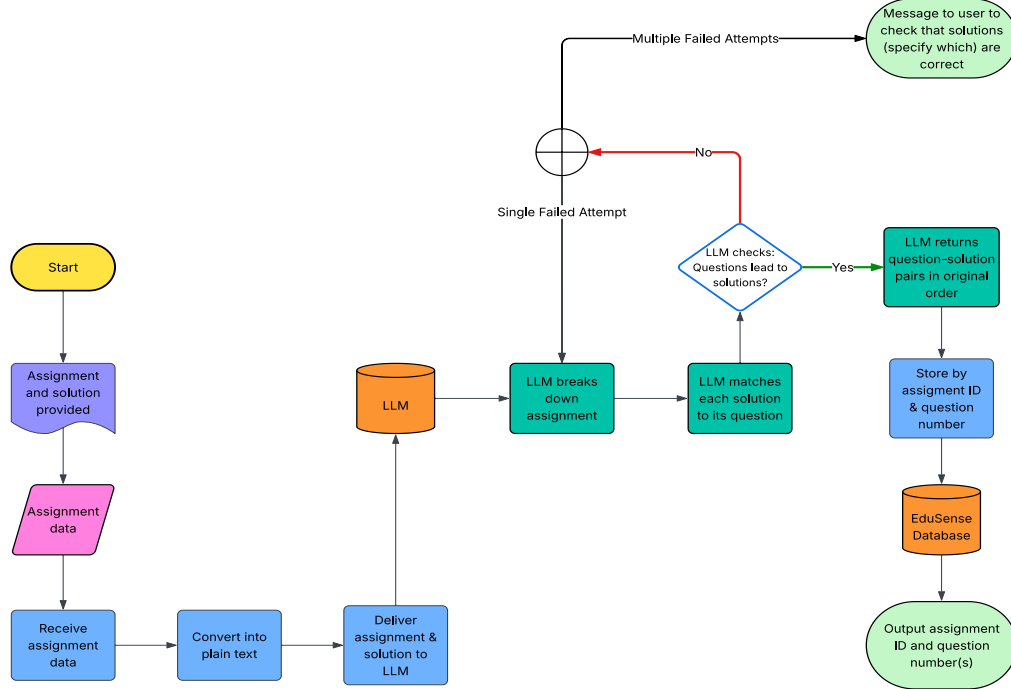 Message to user to
check that solutions
(specify which) are
correct
Multiple Failed Attempts
No
Single Failed Attempt
Start
LLM checks:
Questions lead to
solutions?
Yes
LLM returns
question-solution
pairs in original
order
Assignment
and solution
provided
LLM
LLM breaks
down
assignment
LLM matches
each solution
to its question
Store by
assigment ID
& question
number
Assignment
data
EduSense
Database
Receive
assignment
data
Convert into
plain text
Deliver
assignment &
solution to
LLM
Output assignment
ID and question
number(s)